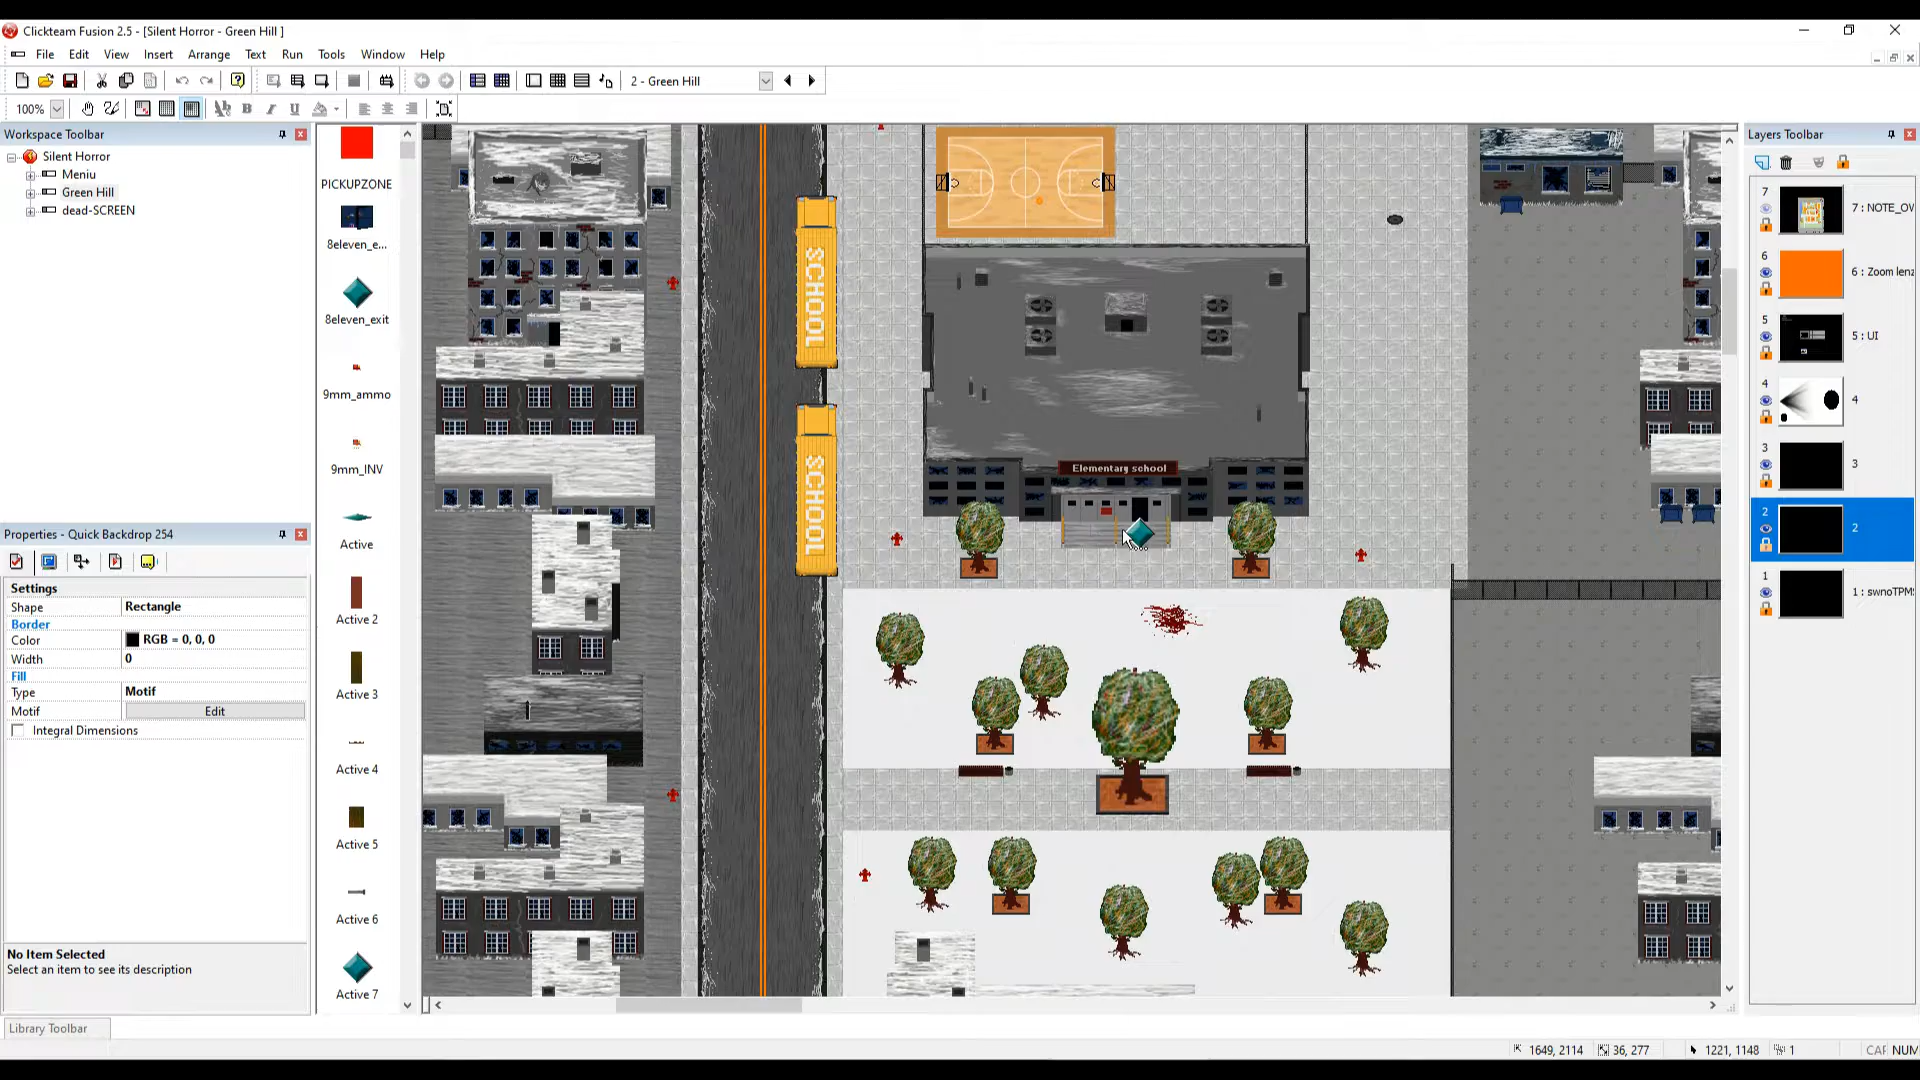 Clickteam Fusion 2.5 - [Silent Horror - Green Hill ]
File Edit View Insert Arrange Text Run Tools Window Help
2 - Green Hill
100%
B I U
Workspace Toolbar
Silent Horror
Meniu
Green Hill
dead-SCREEN
Properties - Quick Backdrop 254
Settings
Shape Rectangle
Border
Color RGB = 0, 0, 0
Width 0
Fill
Type Motif
Motif Edit
Integral Dimensions
No Item Selected
Select an item to see its description
Library Toolbar
PICKUPZONE
8eleven_e...
8eleven_exit
9mm_ammo
9mm_INV
Active
Active 2
Active 3
Active 4
Active 5
Active 6
Active 7
SCHOOL
SCHOOL
Elementary school
Layers Toolbar
7
7 : NOTE_OV
6
6 : Zoom lenz
5
5 : UI
4
4
3
3
2
2
1
1 : swnoTPM
1649, 2114 36, 277 1221, 1148 1 CAP NUM